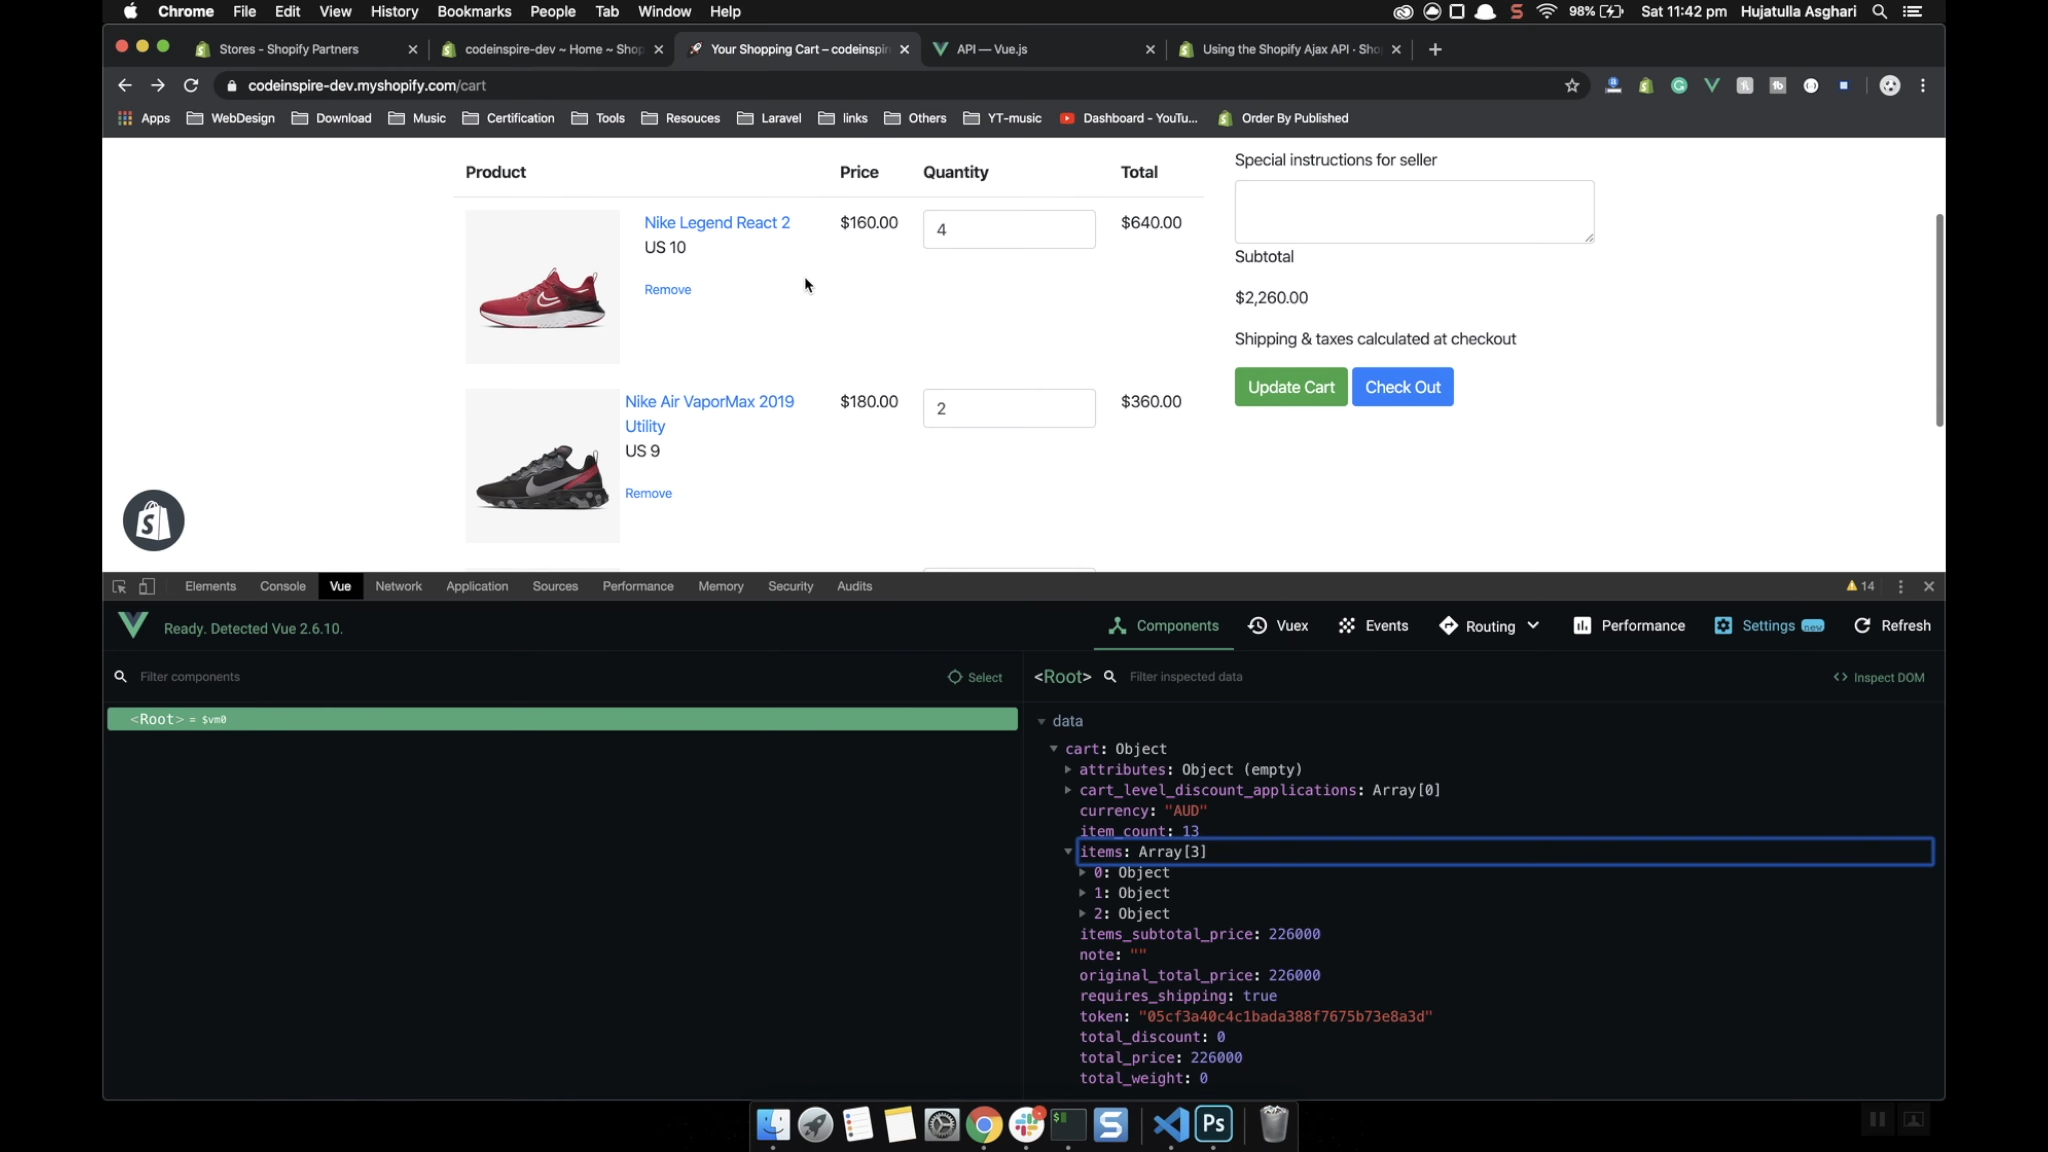 Chrome File Edit View History Bookmarks People Tab Window Help
98% Sat 11:42 pm Hujatulla Asghari
Stores - Shopify Partners
codeinspire-dev ~ Home ~ Shop
Your Shopping Cart – codeinspir
API — Vue.js
Using the Shopify Ajax API · Sho
codeinspire-dev.myshopify.com/cart
Apps WebDesign Download Music Certification Tools Resouces Laravel links Others YT-music Dashboard - YouTu... Order By Published
Product Price Quantity Total
Nike Legend React 2 $160.00 4 $640.00
US 10
Remove
Nike Air VaporMax 2019 $180.00 2 $360.00
Utility
US 9
Remove
Special instructions for seller
Subtotal
$2,260.00
Shipping & taxes calculated at checkout
Update Cart Check Out
Elements Console Vue Network Application Sources Performance Memory Security Audits 14
Ready. Detected Vue 2.6.10.
Components Vuex Events Routing Performance Settings new Refresh
Filter components Select
<Root> = $vm0
<Root> Filter inspected data Inspect DOM
data
cart: Object
attributes: Object (empty)
cart_level_discount_applications: Array[0]
currency: "AUD"
item_count: 13
items: Array[3]
0: Object
1: Object
2: Object
items_subtotal_price: 226000
note: ""
original_total_price: 226000
requires_shipping: true
token: "05cf3a40c4c1bada388f7675b73e8a3d"
total_discount: 0
total_price: 226000
total_weight: 0
Ps